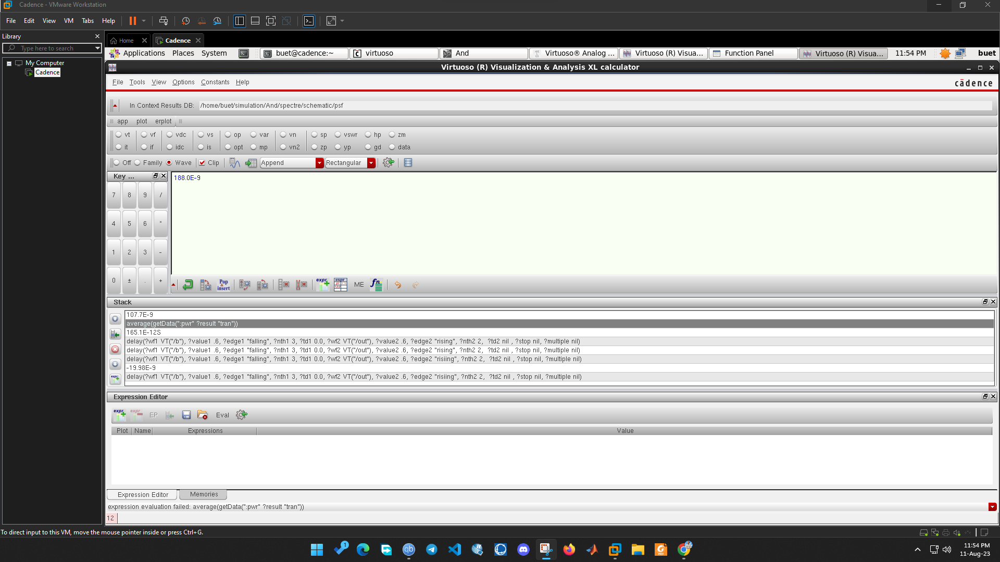 Cadence - VMware Workstation
File Edit View VM Tabs Help
Library
Type here to search
My Computer
Cadence
Home Cadence
Applications Places System buet@cadence:~ virtuoso And Virtuoso® Analog ... Virtuoso (R) Visua... Function Panel Virtuoso (R) Visua... 11:54 PM buet
Virtuoso (R) Visualization & Analysis XL calculator
File Tools View Options Constants Help
cādence
In Context Results DB: /home/buet/simulation/And/spectre/schematic/psf
app plot erplot
vt vf vdc vs op var vn sp vswr hp zm
it if idc is opt mp vn2 zp yp gd data
Off Family Wave Clip Append Rectangular
Key ...
188.0E-9
7 8 9 /
4 5 6 *
1 2 3 -
0 ± . +
Pop & insert expr expr ME fn
Stack
107.7E-9
average(getData(":pwr" ?result "tran"))
165.1E-12S
delay(?wf1 VT("/b"), ?value1 .6, ?edge1 "falling", ?nth1 3, ?td1 0.0, ?wf2 VT("/out"), ?value2 .6, ?edge2 "rising", ?nth2 2,  ?td2 nil , ?stop nil, ?multiple nil)
delay(?wf1 VT("/b"), ?value1 .6, ?edge1 "falling", ?nth1 3, ?td1 0.0, ?wf2 VT("/out"), ?value2 .6, ?edge2 "rising", ?nth2 2,  ?td2 nil , ?stop nil, ?multiple nil)
delay(?wf1 VT("/b"), ?value1 .6, ?edge1 "falling", ?nth1 3, ?td1 0.0, ?wf2 VT("/out"), ?value2 .6, ?edge2 "risiing", ?nth2 2,  ?td2 nil , ?stop nil, ?multiple nil)
-19.98E-9
delay(?wf1 VT("/b"), ?value1 .6, ?edge1 "falling", ?nth1 3, ?td1 0.0, ?wf2 VT("/out"), ?value2 .6, ?edge2 "risiing", ?nth2 2,  ?td2 nil , ?stop nil, ?multiple nil)
Expression Editor
expr expr EP Eval
Plot Name Expressions Value
Expression Editor Memories
expression evaluation failed: average(getData(":pwr" ?result "tran"))
12
To direct input to this VM, move the mouse pointer inside or press Ctrl+G.
1
qb
11:54 PM
11-Aug-23